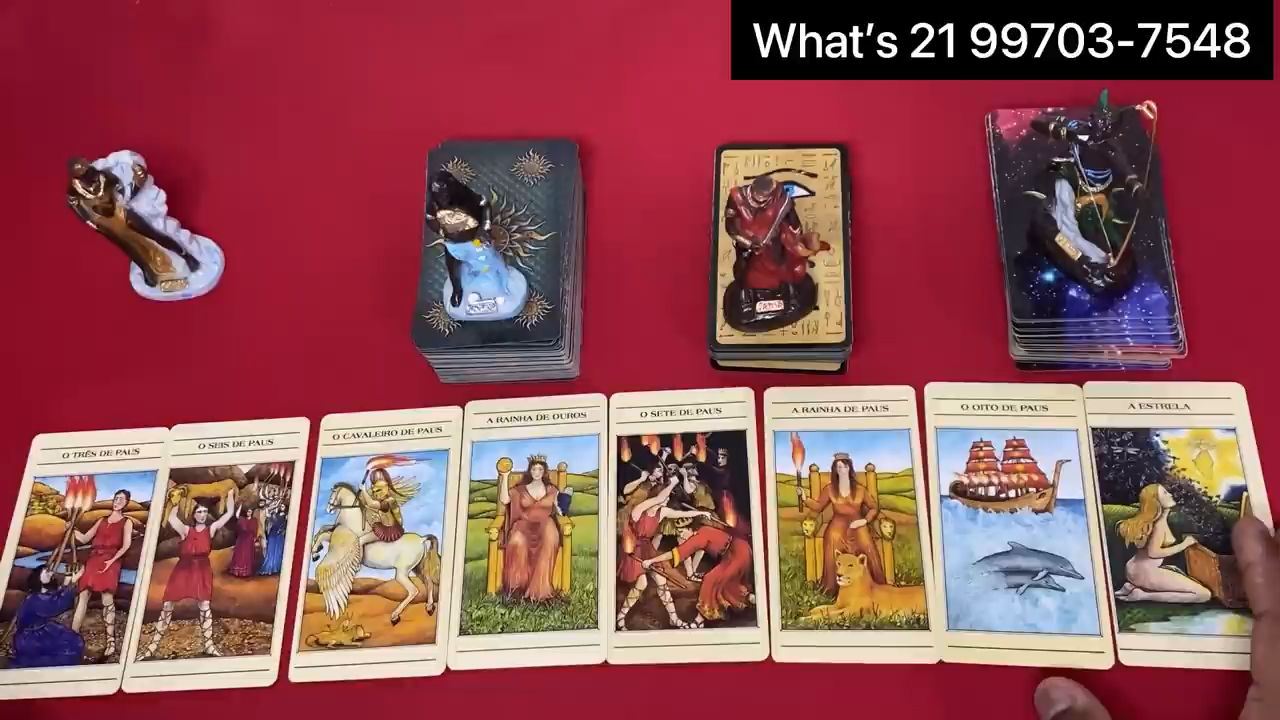 What's 21 99703-7548
O TRÊS DE PAUS
O SEIS DE PAUS
O CAVALEIRO DE PAUS
A RAINHA DE OUROS
O SETE DE PAUS
A RAINHA DE PAUS
O OITO DE PAUS
A ESTRELA